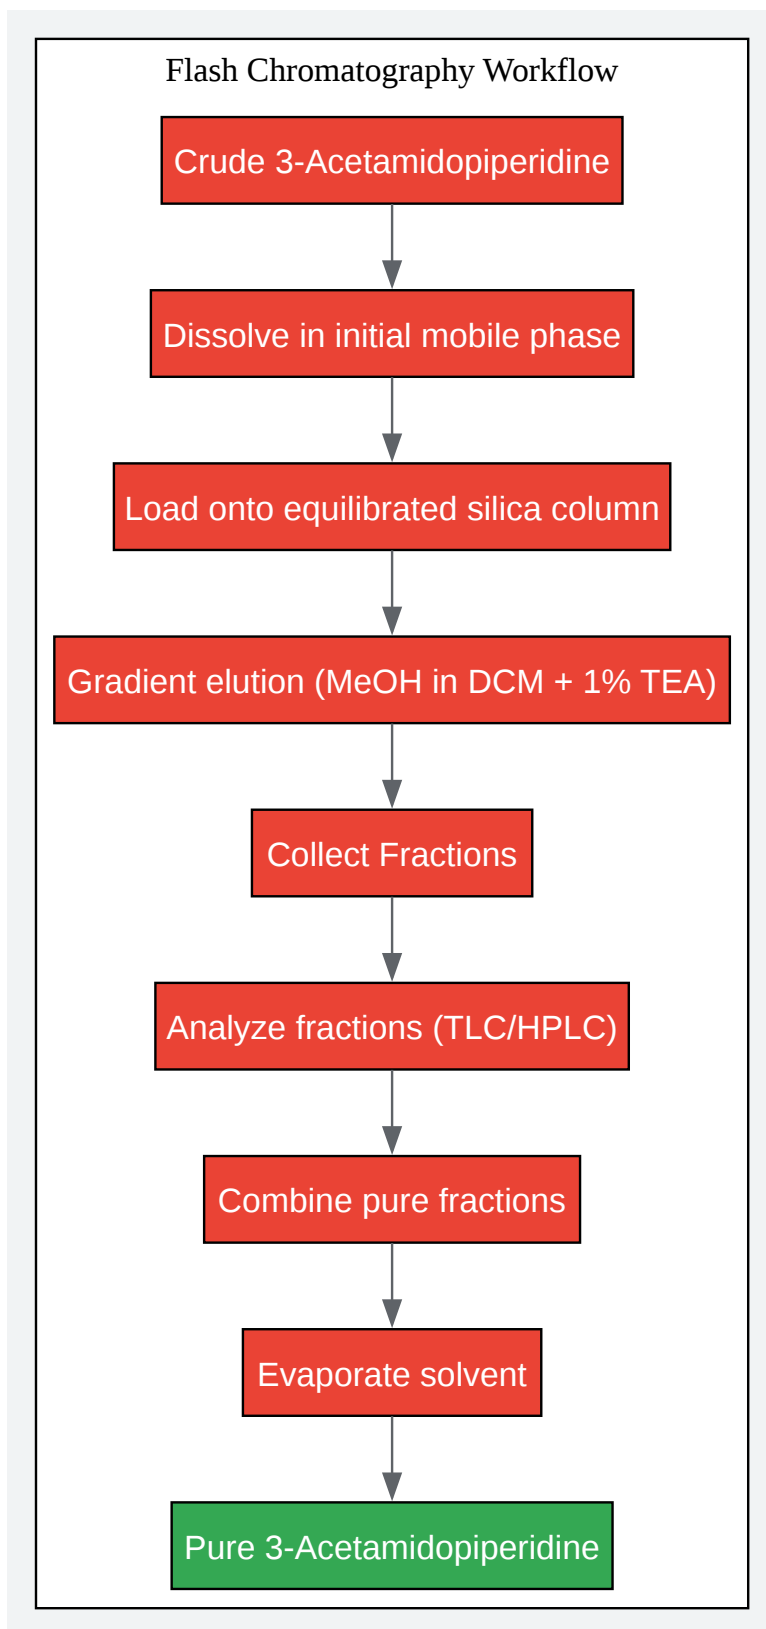 Flash Chromatography Workflow
Crude 3-Acetamidopiperidine
Dissolve in initial mobile phase
Load onto equilibrated silica column
Gradient elution (MeOH in DCM + 1% TEA)
Collect Fractions
Analyze fractions (TLC/HPLC)
Combine pure fractions
Evaporate solvent
Pure 3-Acetamidopiperidine